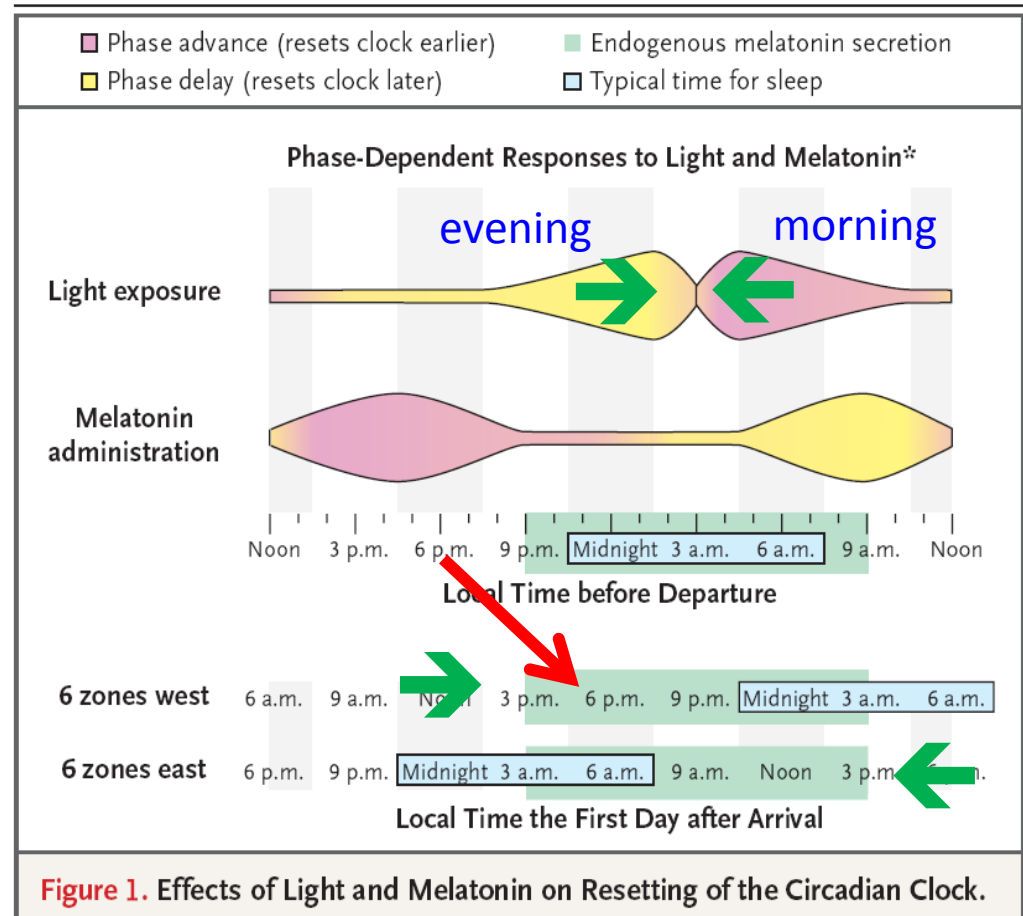 Phase advance (resets clock earlier)
Endogenous melatonin secretion
Phase delay (resets clock later)
Typical time for sleep
Phase-Dependent Responses to Light and Melatonin*
evening
morning
Light exposure
Melatonin
administration
Noon 3 p.m. 6 p.m. 9 p.m. Midnight 3 a.m. 6 a.m. 9 a.m. Noon
Local Time before Departure
6 zones west 6 a.m. 9 a.m. Noon 3 p.m. 6 p.m. 9 p.m. Midnight 3 a.m. 6 a.m.
6 zones east 6 p.m. 9 p.m. Midnight 3 a.m. 6 a.m. 9 a.m. Noon 3 p.m.
Local Time the First Day after Arrival
Figure 1. Effects of Light and Melatonin on Resetting of the Circadian Clock.